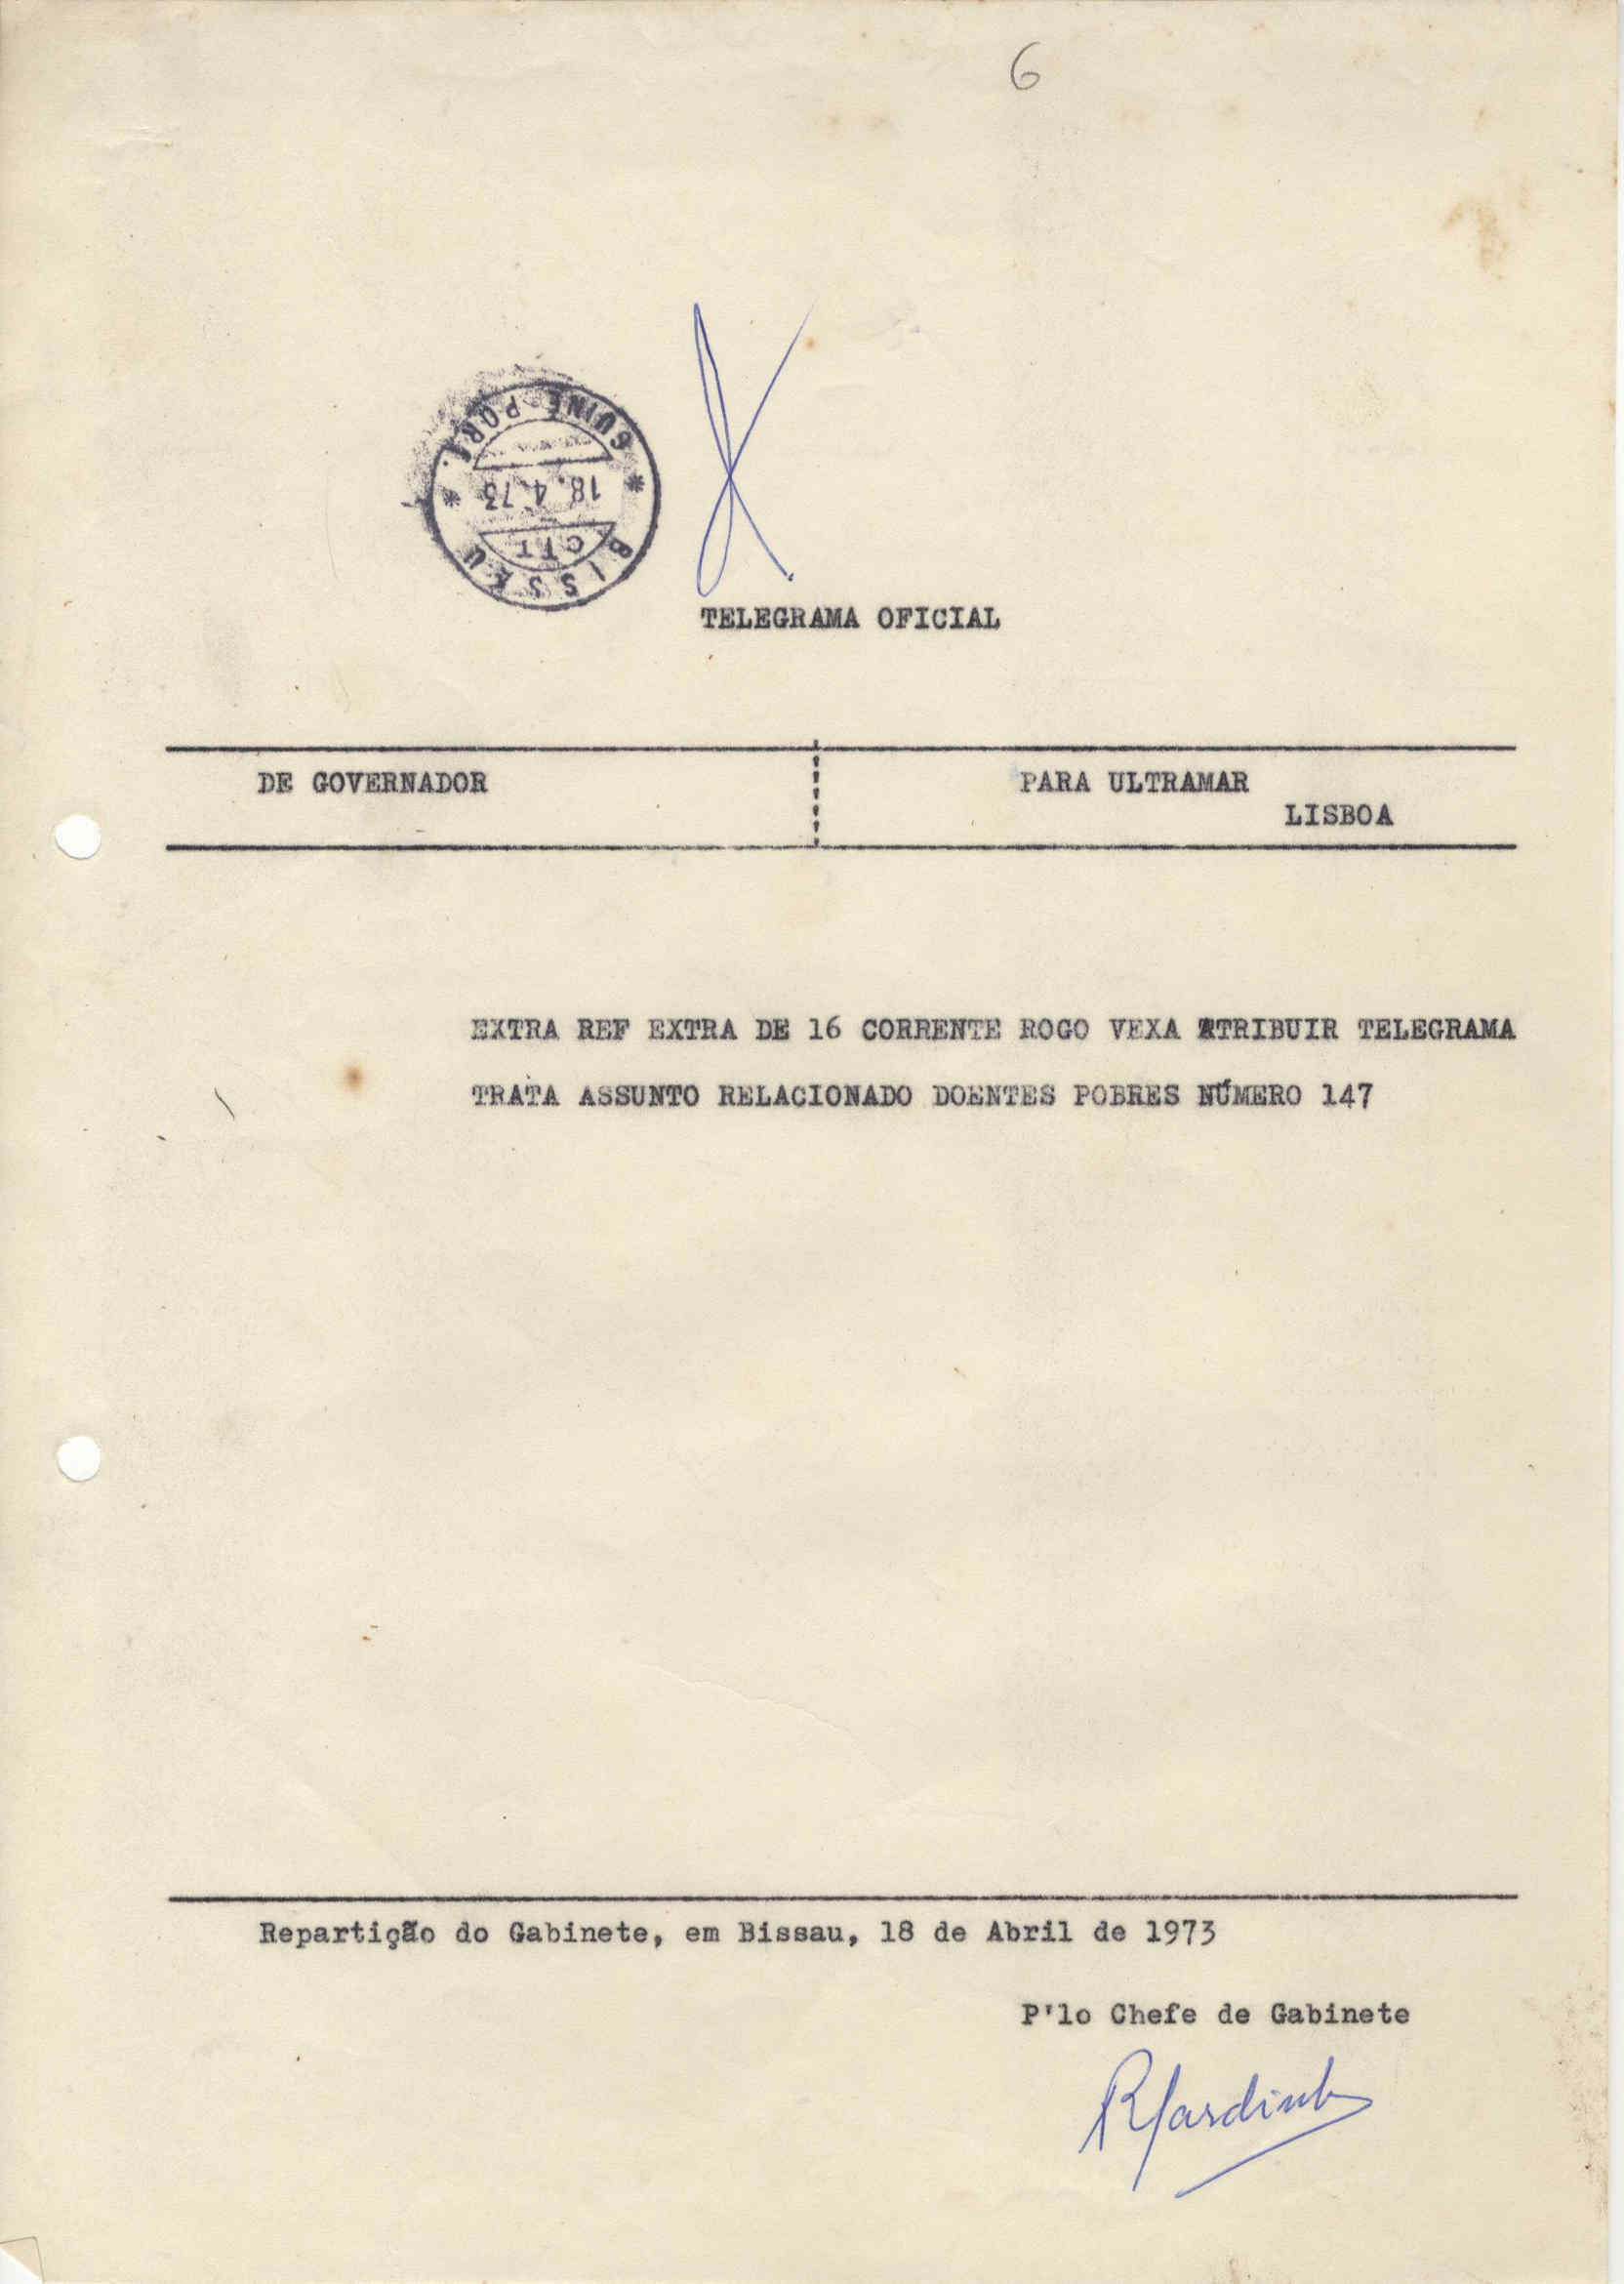 6
GUINÉ PORT.
18.4.73
CTT
BISSAU
TELEGRAMA OFICIAL
DE GOVERNADOR
PARA ULTRAMAR
LISBOA
EXTRA REF EXTRA DE 16 CORRENTE ROGO VEXA ATRIBUIR TELEGRAMA
TRATA ASSUNTO RELACIONADO DOENTES POBRES NÚMERO 147
Repartição do Gabinete, em Bissau, 18 de Abril de 1973
P'lo Chefe de Gabinete